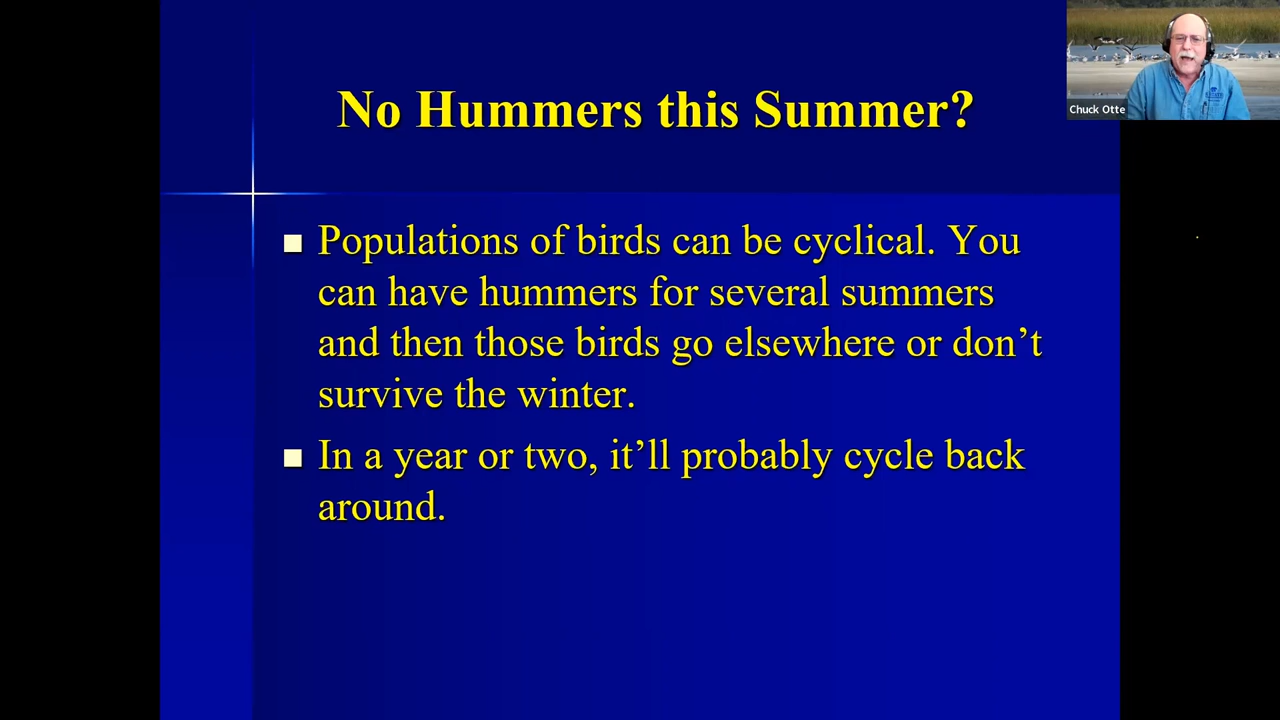 No Hummers this Summer?
Chuck Otte
Populations of birds can be cyclical. You
can have hummers for several summers
and then those birds go elsewhere or don’t
survive the winter.
In a year or two, it’ll probably cycle back
around.